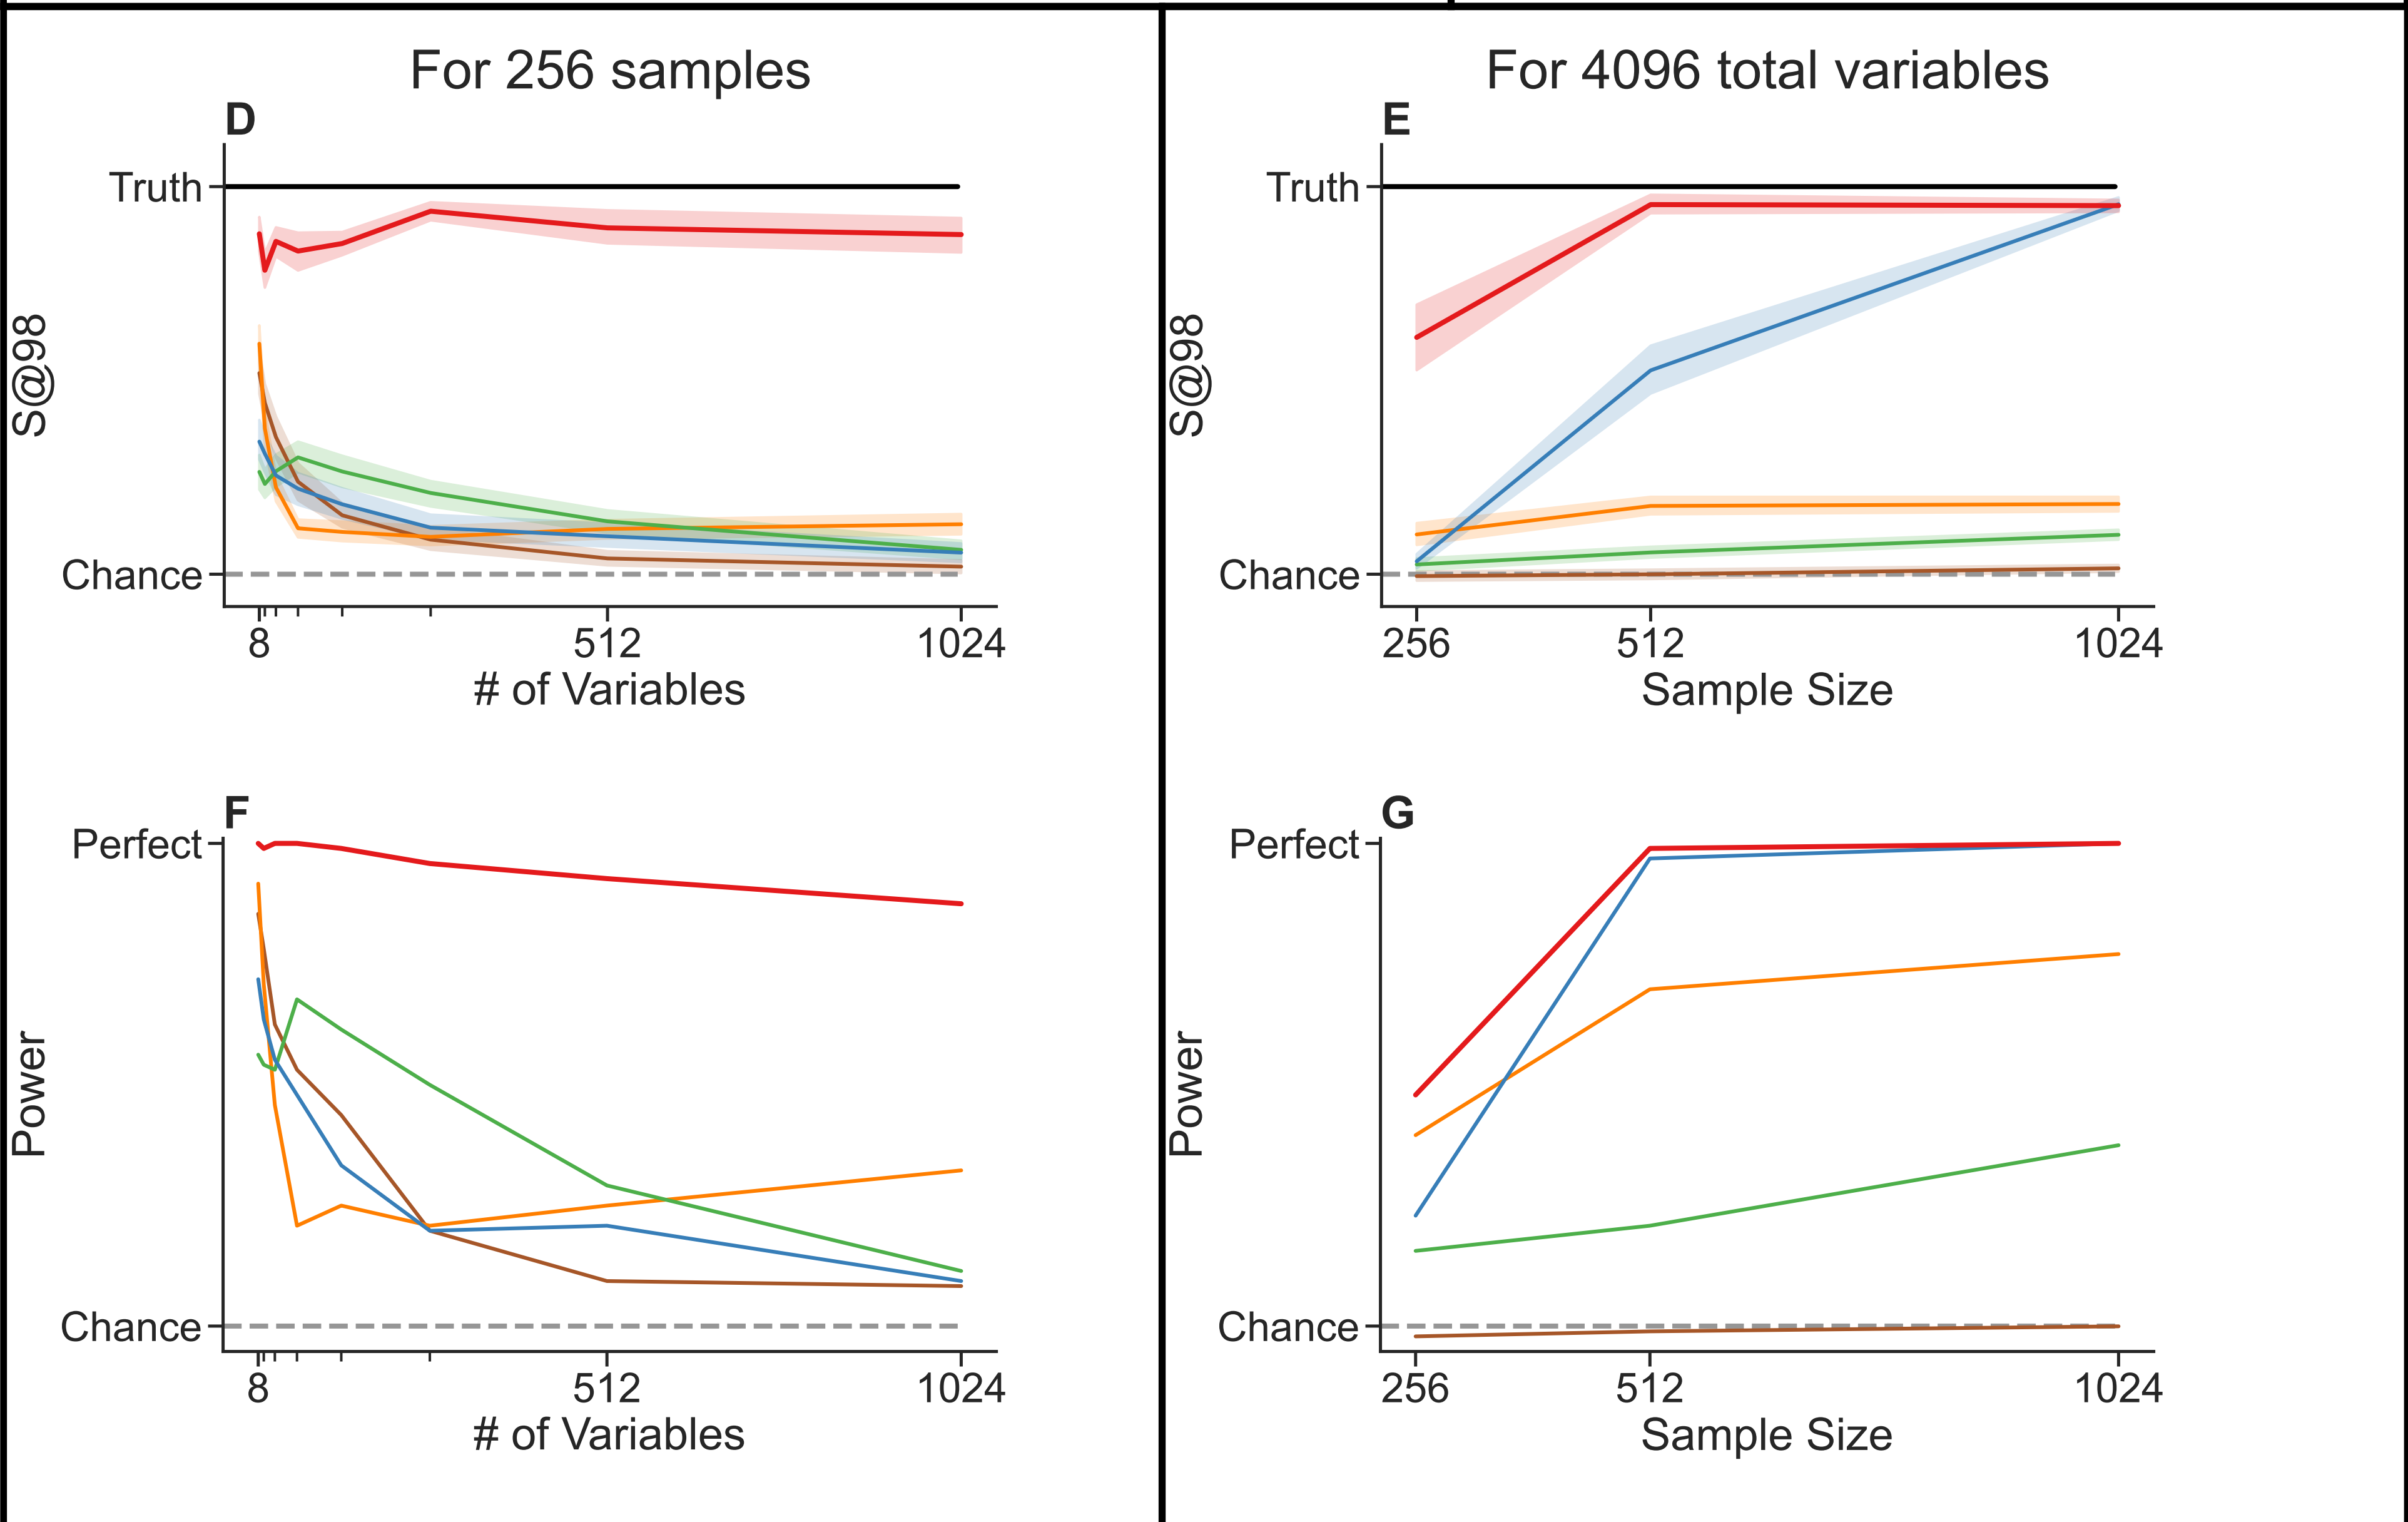 For 256 samples
D
Truth
Chance
S@98
8
512
1024
# of Variables
For 4096 total variables
E
Truth
Chance
S@98
256
512
1024
Sample Size
F
Perfect
Chance
Power
8
512
1024
# of Variables
G
Perfect
Chance
Power
256
512
1024
Sample Size